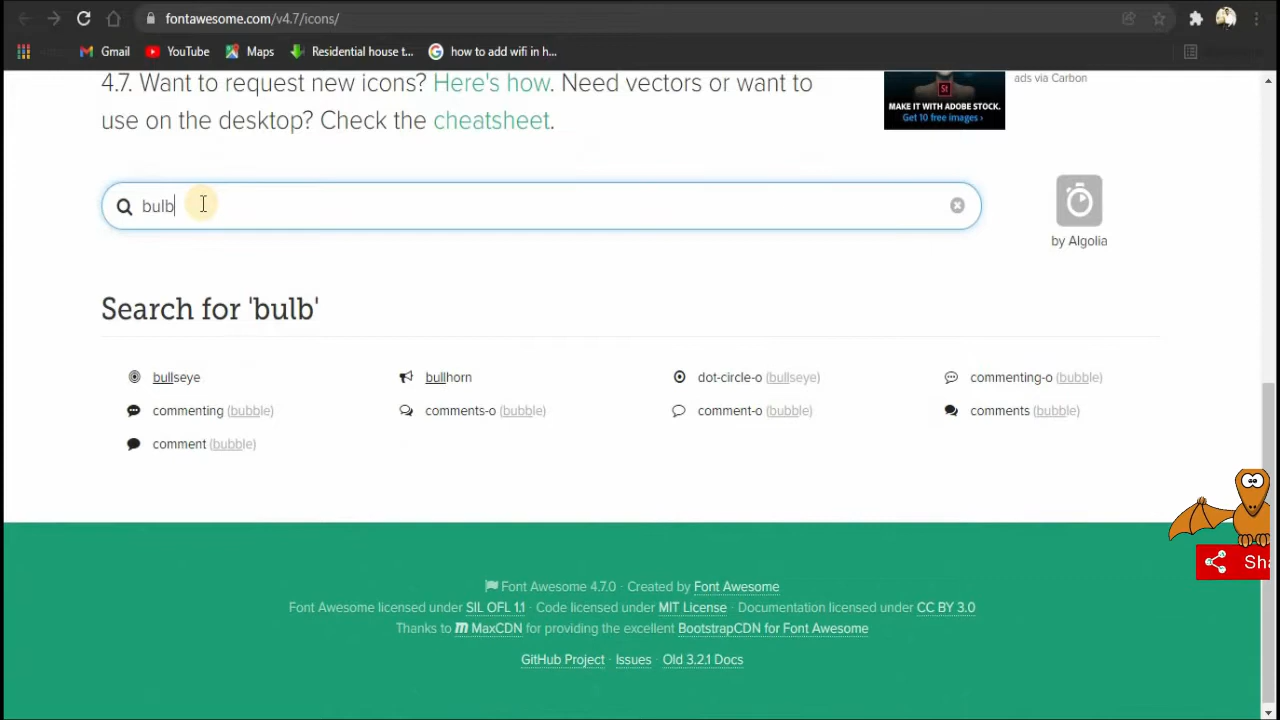 fontawesome.com/v4.7/icons/
Gmail YouTube Maps Residential house t... how to add wifi in h...
4.7. Want to request new icons? Here's how. Need vectors or want to
use on the desktop? Check the cheatsheet.
ads via Carbon
St
MAKE IT WITH ADOBE STOCK.
Get 10 free images ›
bulb
by Algolia
Search for 'bulb'
bullseye bullhorn dot-circle-o (bullseye) commenting-o (bubble)
commenting (bubble) comments-o (bubble) comment-o (bubble) comments (bubble)
comment (bubble)
Sha
Font Awesome 4.7.0 · Created by Font Awesome
Font Awesome licensed under SIL OFL 1.1 · Code licensed under MIT License · Documentation licensed under CC BY 3.0
Thanks to MaxCDN for providing the excellent BootstrapCDN for Font Awesome
GitHub Project · Issues · Old 3.2.1 Docs